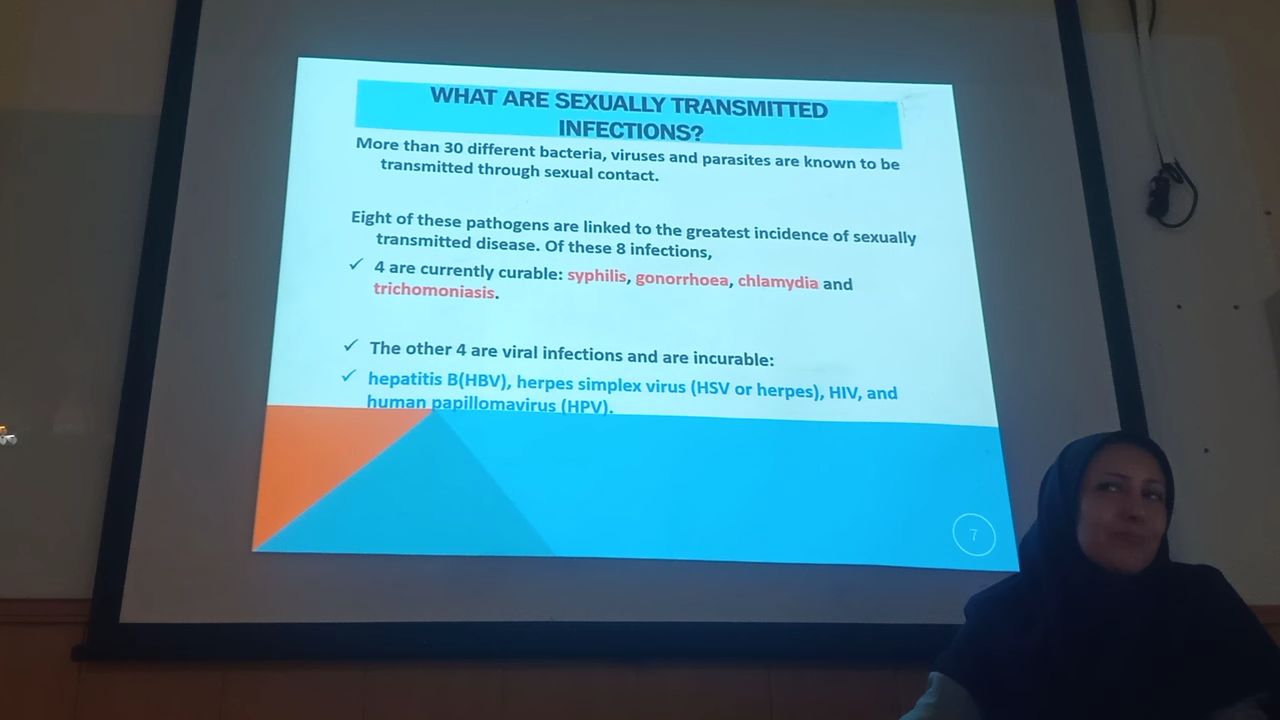 WHAT ARE SEXUALLY TRANSMITTED
INFECTIONS?
More than 30 different bacteria, viruses and parasites are known to be
transmitted through sexual contact.
Eight of these pathogens are linked to the greatest incidence of sexually
transmitted disease. Of these 8 infections,
✓ 4 are currently curable: syphilis, gonorrhoea, chlamydia and
trichomoniasis.
✓ The other 4 are viral infections and are incurable:
✓ hepatitis B(HBV), herpes simplex virus (HSV or herpes), HIV, and
human papillomavirus (HPV).
7